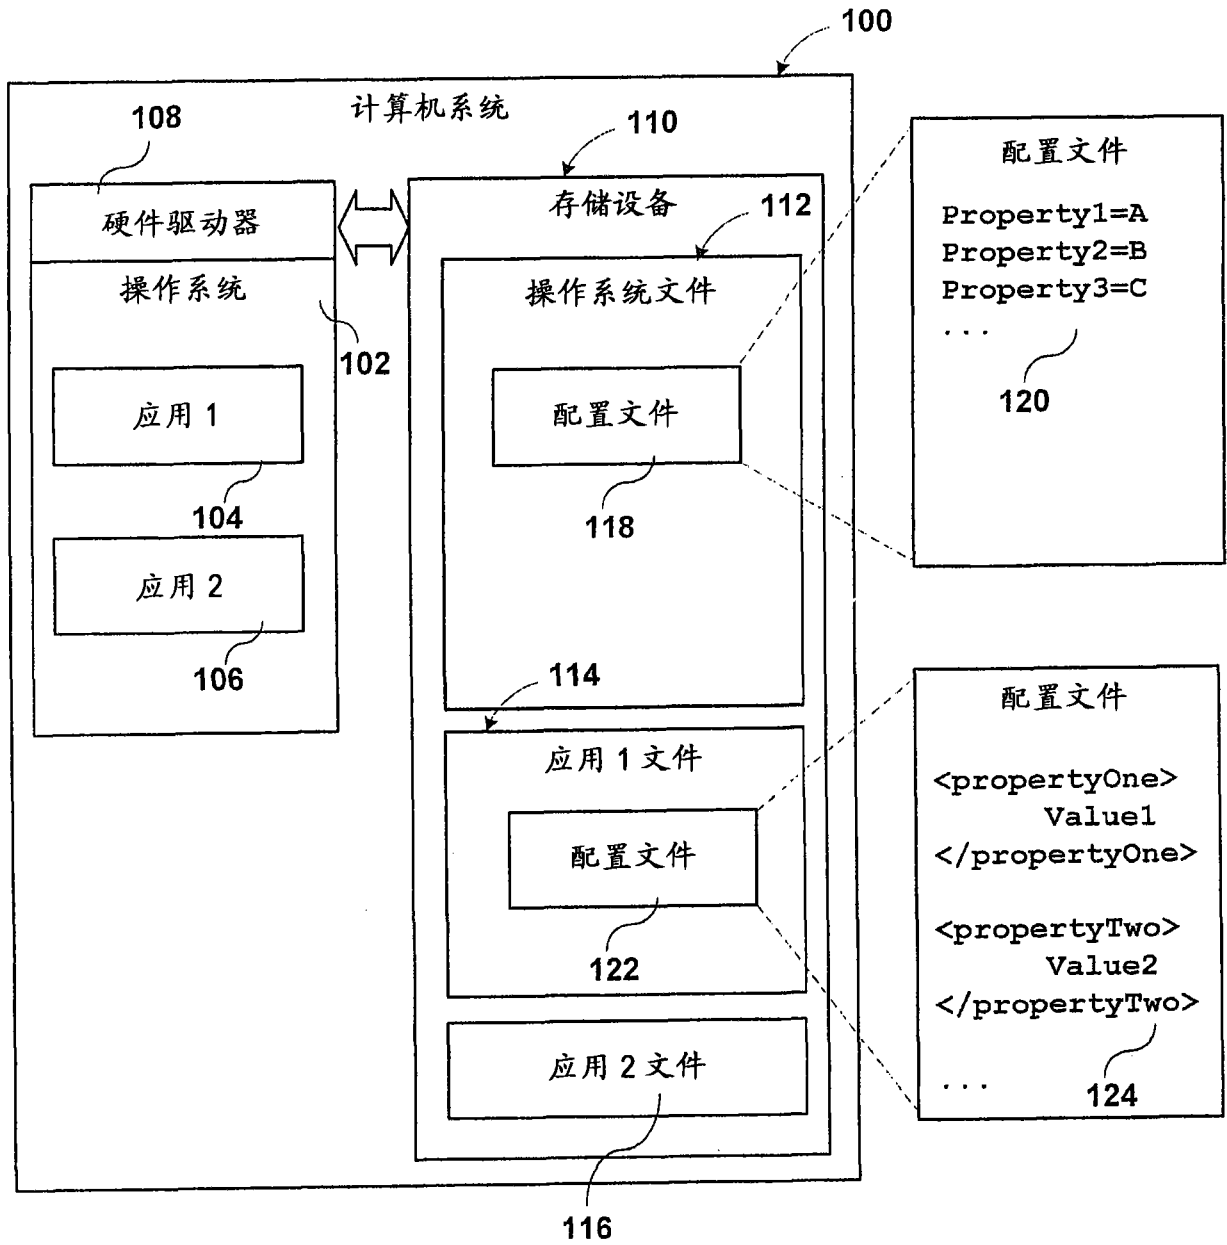 100
计算机系统
108
110
硬件驱动器
操作系统
102
应用 1
104
应用 2
106
存储设备
112
操作系统文件
配置文件
118
114
应用 1 文件
配置文件
122
应用 2 文件
116
配置文件
Property1=A
Property2=B
Property3=C
...
120
配置文件
<propertyOne>
Value1
</propertyOne>
<propertyTwo>
Value2
</propertyTwo>
...
124